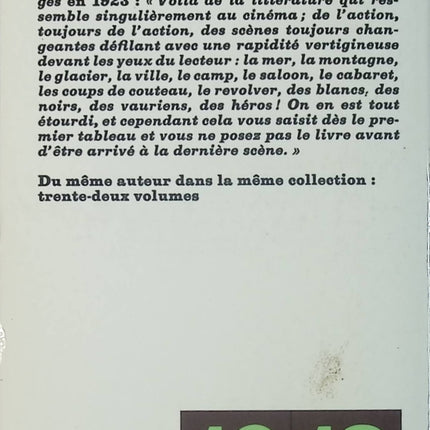 ges en 1923 : « Voilà de la littérature qui res-
semble singulièrement au cinéma ; de l'action,
toujours de l'action, des scènes toujours chan-
geantes défilant avec une rapidité vertigineuse
devant les yeux du lecteur : la mer, la montagne,
le glacier, la ville, le camp, le saloon, le cabaret,
les coups de couteau, le revolver, des blancs, des
noirs, des vauriens, des héros ! On en est tout
étourdi, et cependant cela vous saisit dès le pre-
mier tableau et vous ne posez pas le livre avant
d'être arrivé à la dernière scène. »
Du même auteur dans la même collection :
trente-deux volumes